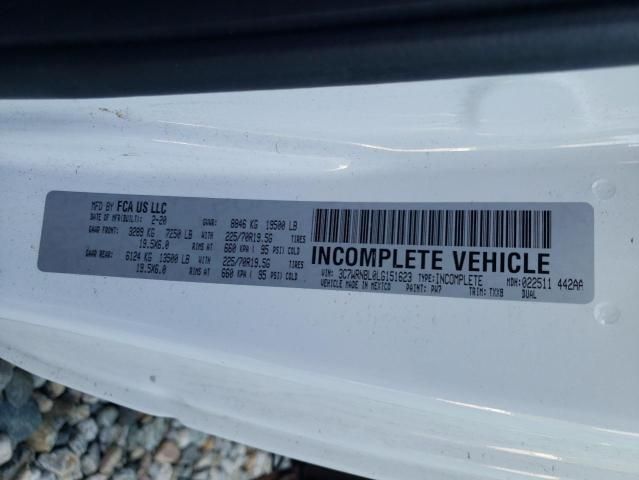 MFD BY FCA US LLC
DATE OF MFR(BUILT): 2-20 GVWR: 8846 KG 19500 LB
GAWR FRONT: 3289 KG 7250 LB WITH 225/70R19.5G TIRES
19.5X6.0 RIMS AT 660 KPA ( 95 PSI) COLD
GAWR REAR: 6124 KG 13500 LB WITH 225/70R19.5G TIRES
19.5X6.0 RIMS AT 660 KPA ( 95 PSI) COLD
INCOMPLETE VEHICLE
VIN: 3C7WRNBL0LG151623 TYPE: INCOMPLETE MDH: 022511 442AA
VEHICLE MADE IN MEXICO PAINT: PW7 TRIM: TXX8 DUAL